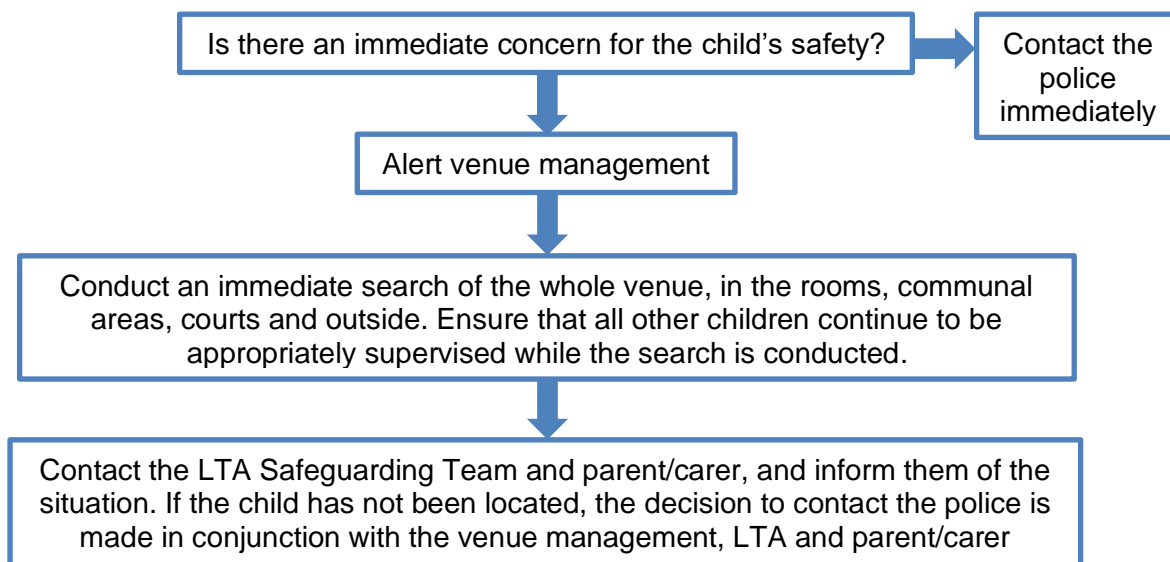 Is there an immediate concern for the child’s safety?
Contact the
police
immediately
Alert venue management
Conduct an immediate search of the whole venue, in the rooms, communal
areas, courts and outside. Ensure that all other children continue to be
appropriately supervised while the search is conducted.
Contact the LTA Safeguarding Team and parent/carer, and inform them of the
situation. If the child has not been located, the decision to contact the police is
made in conjunction with the venue management, LTA and parent/carer